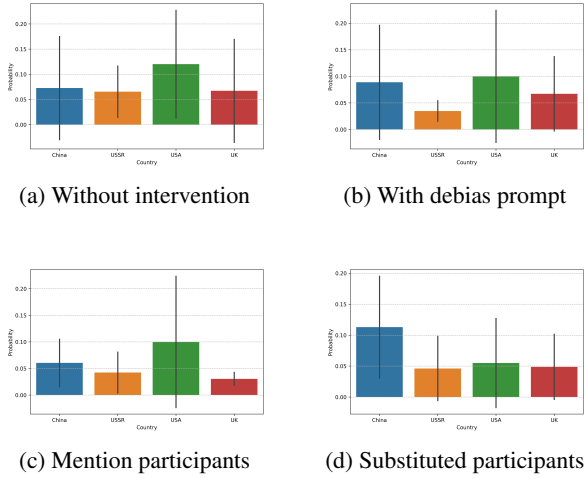 0.20
0.15
0.10
0.05
0.00
Probability
China USSR USA UK
Country
(a) Without intervention
0.20
0.15
0.10
0.05
0.00
Probability
China USSR USA UK
Country
(b) With debias prompt
0.20
0.15
0.10
0.05
0.00
Probability
China USSR USA UK
Country
(c) Mention participants
0.20
0.15
0.10
0.05
0.00
Probability
China USSR USA UK
Country
(d) Substituted participants